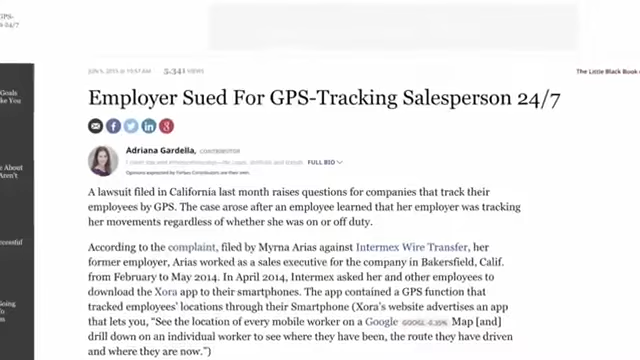 GPS-
24/7
JUN 5, 2015 @ 10:57 AM 3,341 VIEWS
The Little Black Book
Employer Sued For GPS-Tracking Salesperson 24/7
Goals
ke You
Adriana Gardella, CONTRIBUTOR
FULL BIO
Opinions expressed by Forbes Contributors are their own.
e About
Aren't
A lawsuit filed in California last month raises questions for companies that track their
employees by GPS. The case arose after an employee learned that her employer was tracking
her movements regardless of whether she was on or off duty.
According to the complaint, filed by Myrna Arias against Intermex Wire Transfer, her
former employer, Arias worked as a sales executive for the company in Bakersfield, Calif.
from February to May 2014. In April 2014, Intermex asked her and other employees to
download the Xora app to their smartphones. The app contained a GPS function that
tracked employees' locations through their Smartphone (Xora's website advertises an app
that lets you, "See the location of every mobile worker on a Google Map [and]
drill down on an individual worker to see where they have been, the route they have driven
and where they are now.")
ccessful
Going
To